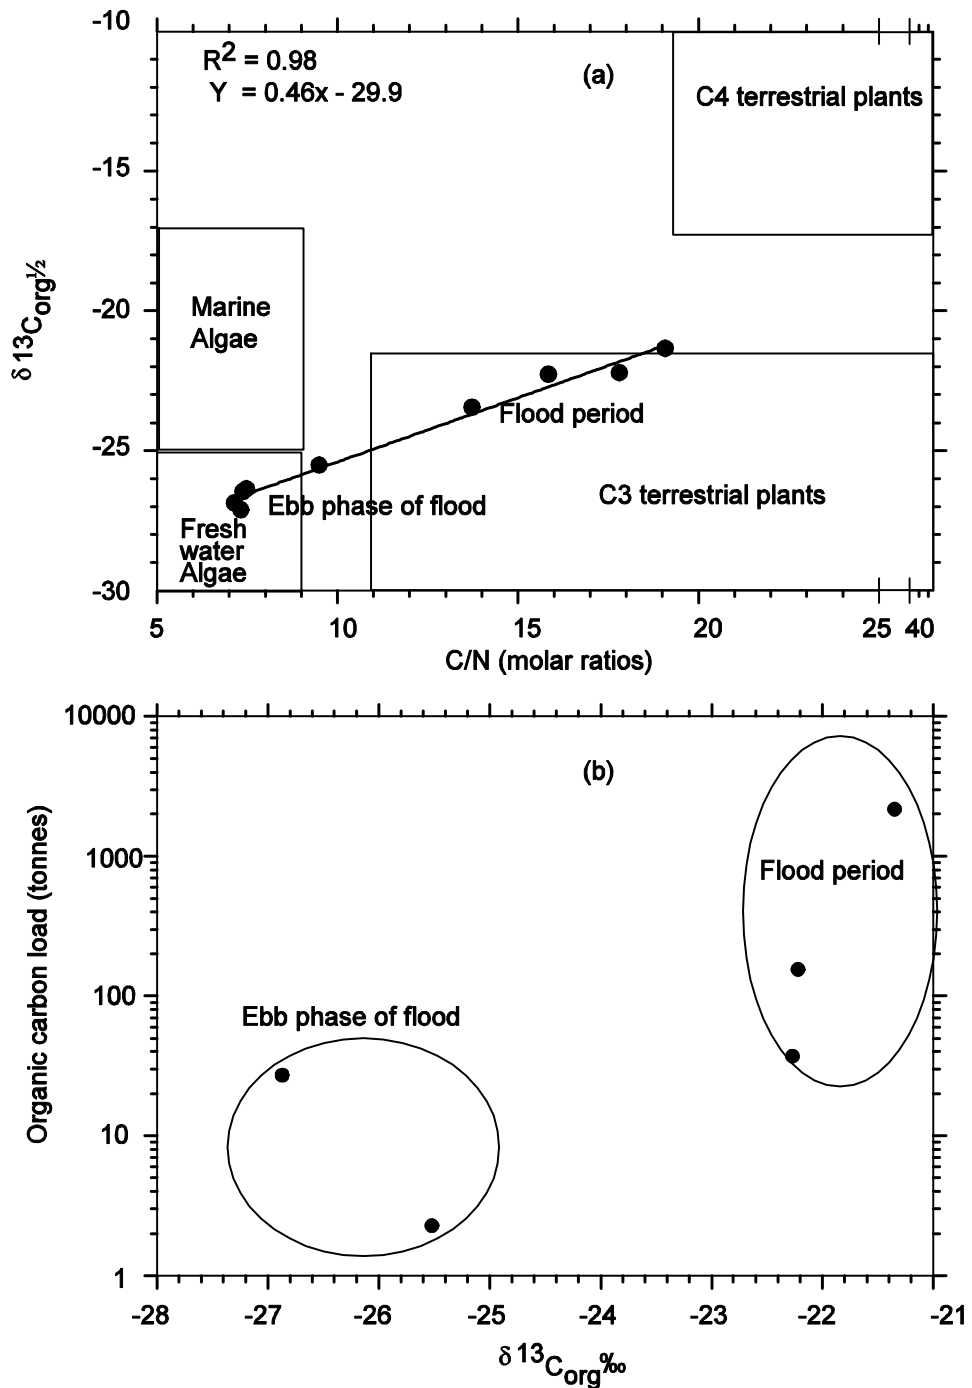 R2 = 0.98
Y = 0.46x - 29.9
(a)
C4 terrestrial plants
Marine
Algae
Flood period
Ebb phase of flood
C3 terrestrial plants
Fresh
water
Algae
δ13Corg½
-10
-15
-20
-25
-30
5 10 15 20 25 40
C/N (molar ratios)
(b)
Flood period
Ebb phase of flood
Organic carbon load (tonnes)
10000
1000
100
10
1
-28 -27 -26 -25 -24 -23 -22 -21
δ13Corg‰